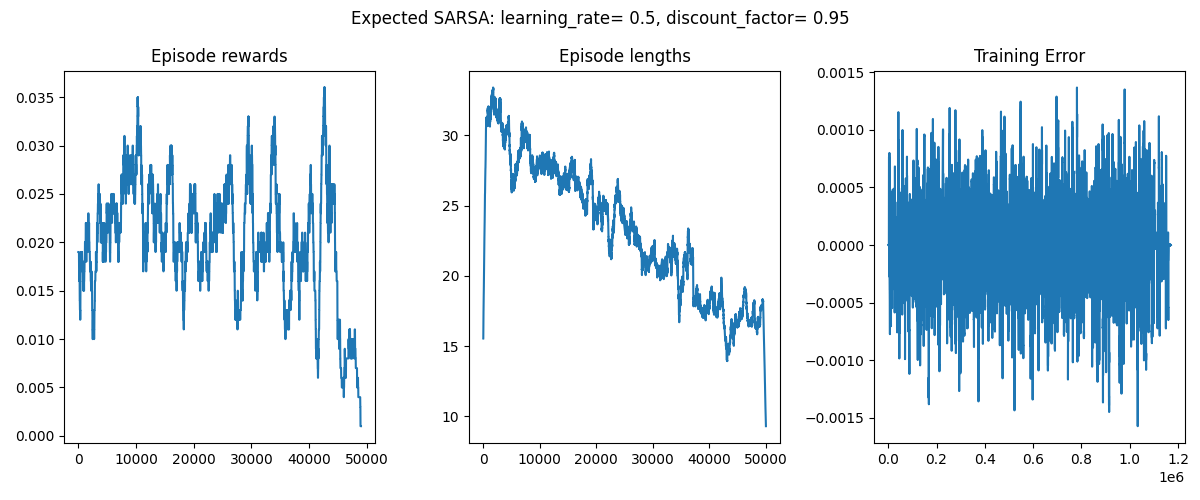 Expected SARSA: learning_rate= 0.5, discount_factor= 0.95
Episode rewards
0.035
0.030
0.025
0.020
0.015
0.010
0.005
0.000
0 10000 20000 30000 40000 50000
Episode lengths
30
25
20
15
10
0 10000 20000 30000 40000 50000
Training Error
0.0015
0.0010
0.0005
0.0000
−0.0005
−0.0010
−0.0015
0.0 0.2 0.4 0.6 0.8 1.0 1.2
1e6